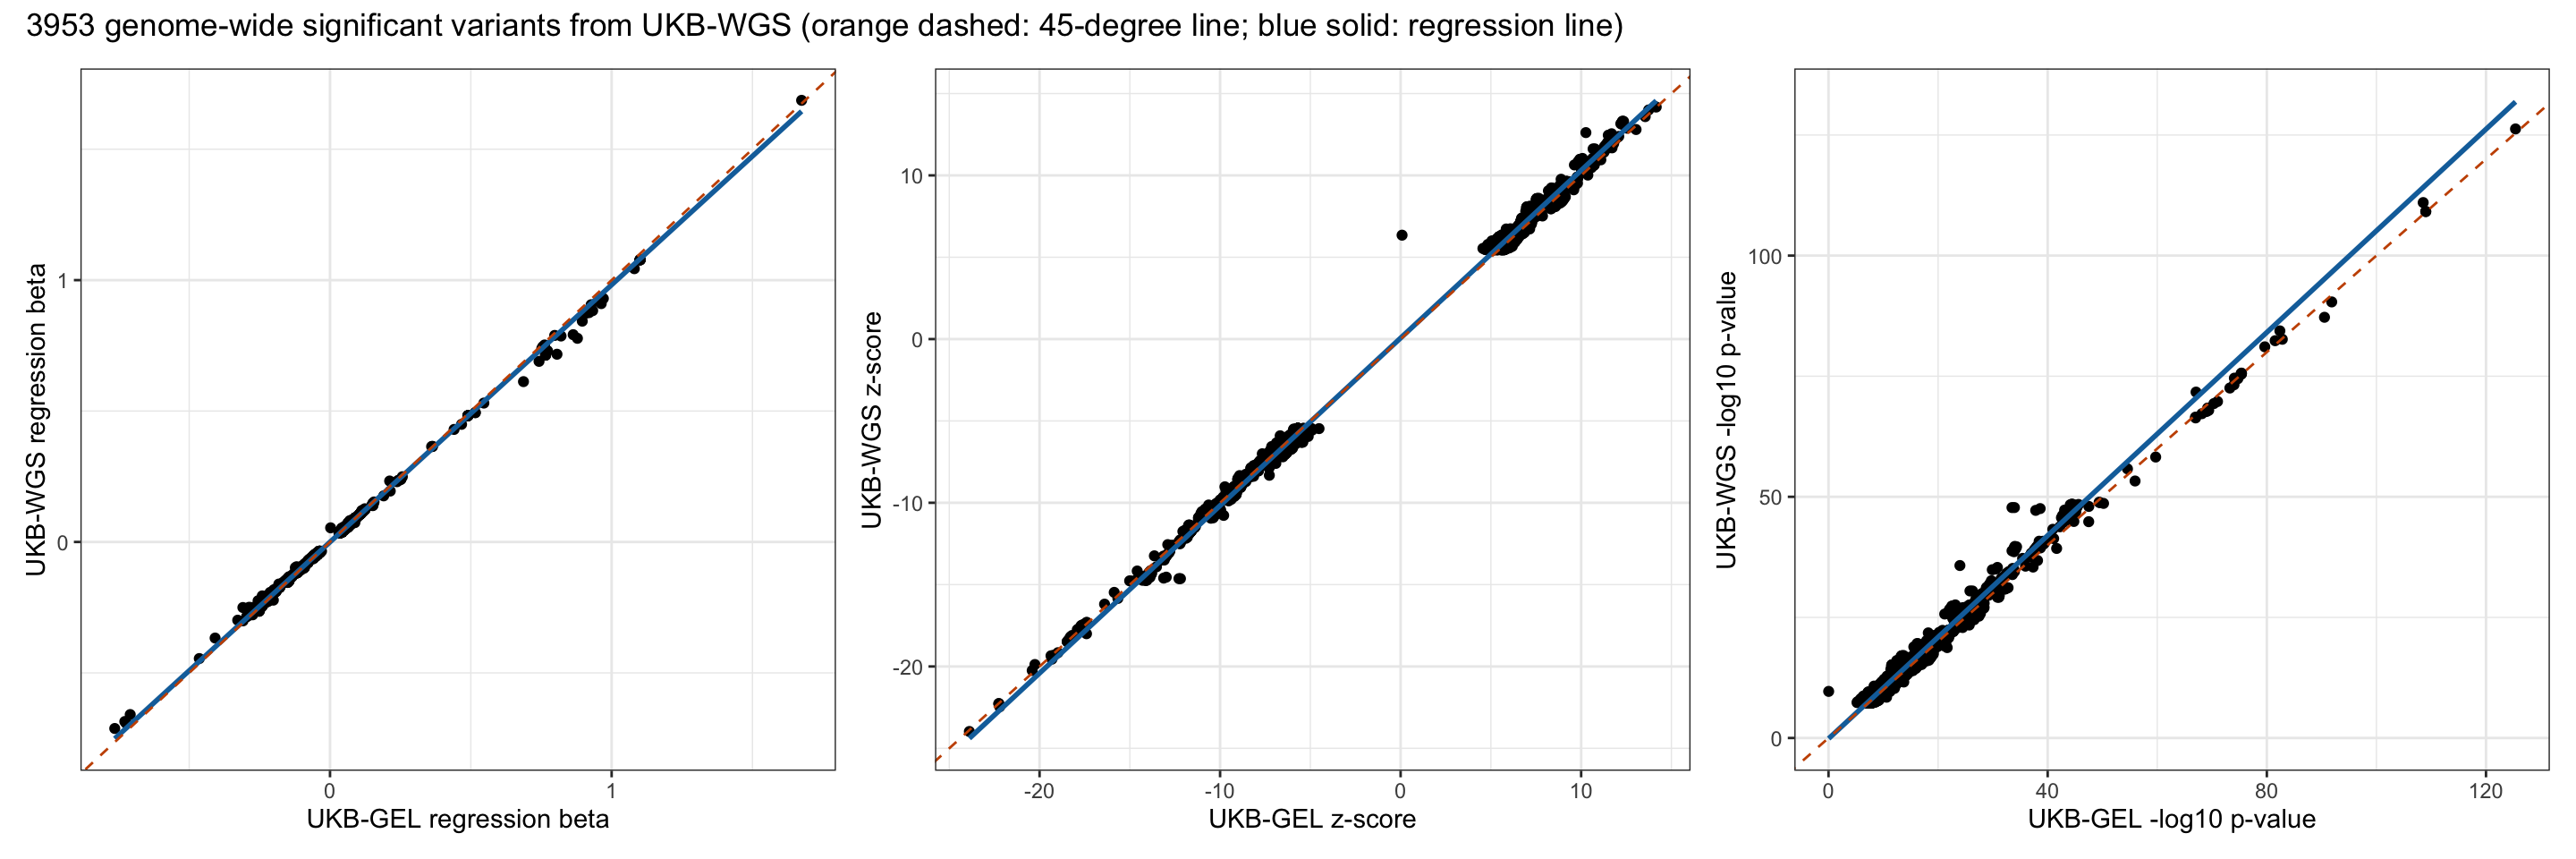 3953 genome-wide significant variants from UKB-WGS (orange dashed: 45-degree line; blue solid: regression line)
UKB-WGS regression beta
1
0
0
1
UKB-GEL regression beta
UKB-WGS z-score
10
0
-10
-20
-20
-10
0
10
UKB-GEL z-score
UKB-WGS -log10 p-value
100
50
0
0
40
80
120
UKB-GEL -log10 p-value